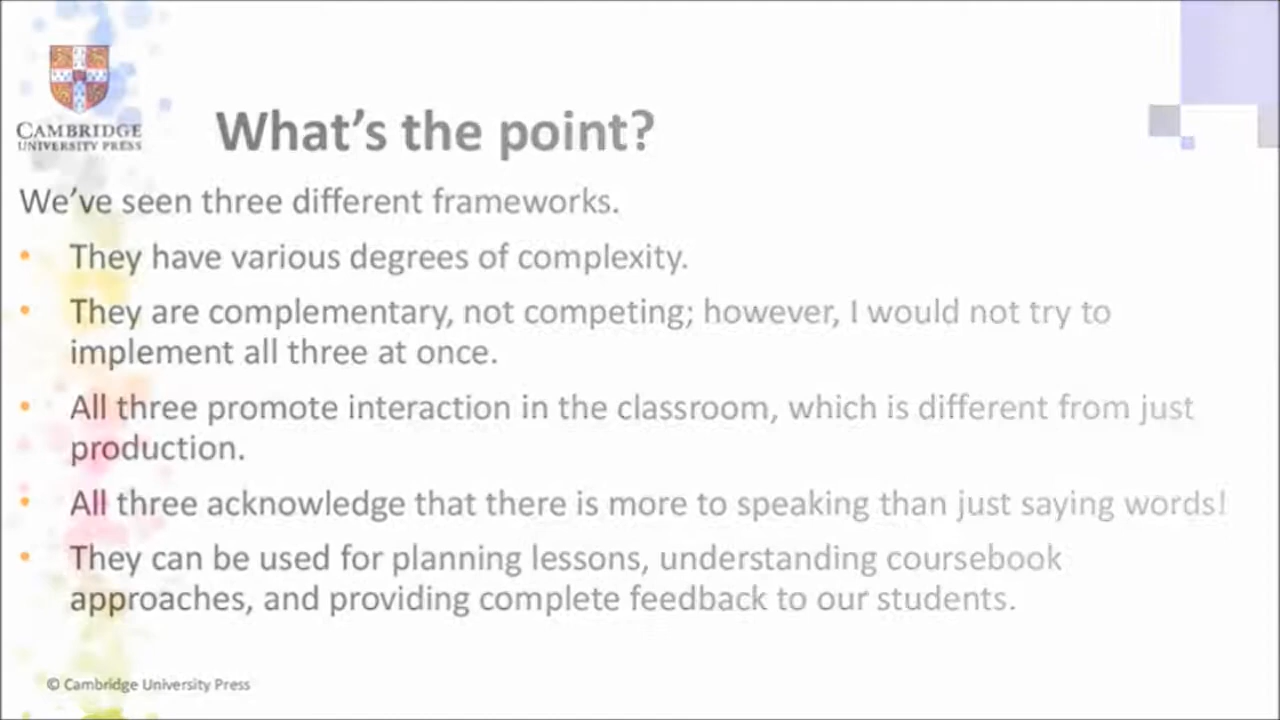 CAMBRIDGE
UNIVERSITY PRESS
What's the point?
We've seen three different frameworks.
• They have various degrees of complexity.
• They are complementary, not competing; however, I would not try to
implement all three at once.
• All three promote interaction in the classroom, which is different from just
production.
• All three acknowledge that there is more to speaking than just saying words!
• They can be used for planning lessons, understanding coursebook
approaches, and providing complete feedback to our students.
© Cambridge University Press